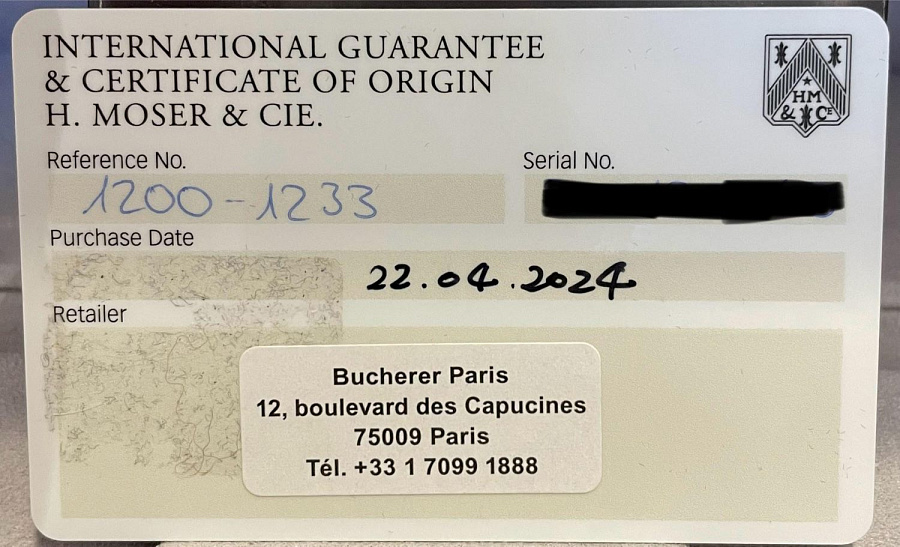 INTERNATIONAL GUARANTEE
& CERTIFICATE OF ORIGIN
H. MOSER & CIE.
HM
& CE
Reference No.
Serial No.
1200-1233
Purchase Date
22.04.2024
Retailer
Bucherer Paris
12, boulevard des Capucines
75009 Paris
Tél. +33 1 7099 1888